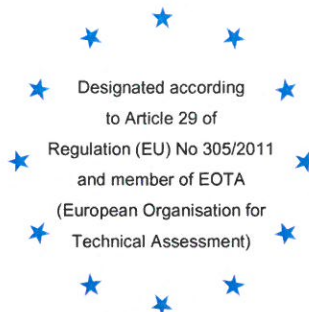 Designated according
to Article 29 of
Regulation (EU) No 305/2011
and member of EOTA
(European Organisation for
Technical Assessment)